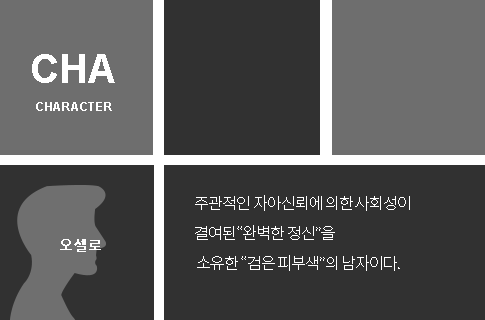 CHA
CHARACTER
오셀로
주관적인 자아신뢰에 의한 사회성이
결여된 “완벽한 정신”을
소유한 “검은 피부색”의 남자이다.